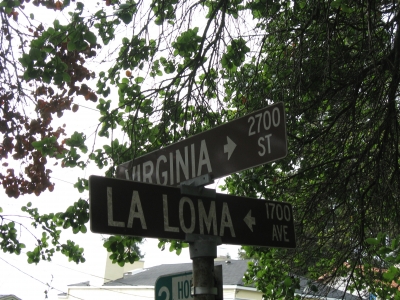 VIRGINIA → 2700 ST
LA LOMA ← 1700 AVE